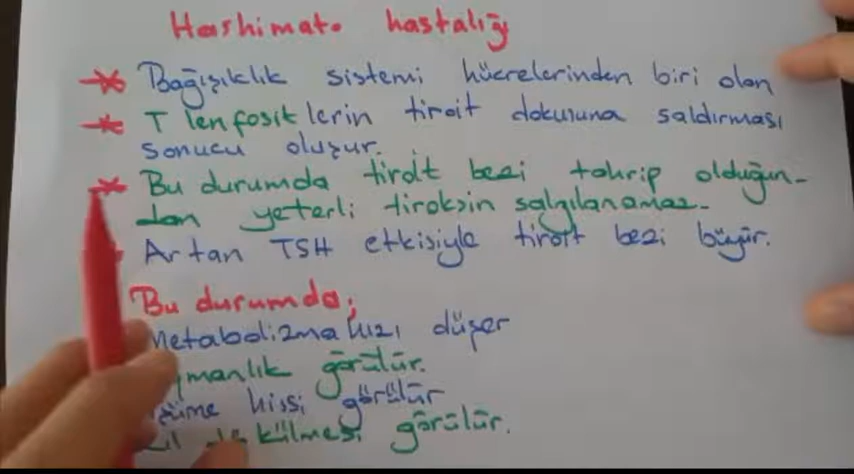 Hashimato hastalığı
Bağışıklık sistemi hücrelerinden biri olan
T lenfositlerin tiroit dokusuna saldırması
sonucu oluşur.
Bu durumda tiroit bezi tahrip olduğun-
dan yeterli tiroksin salgılanamaz.
Artan TSH etkisiyle tiroit bezi büyür.
Bu durumda;
Metabolizma hızı düşer
görülür.
hissi görülür
görülür.